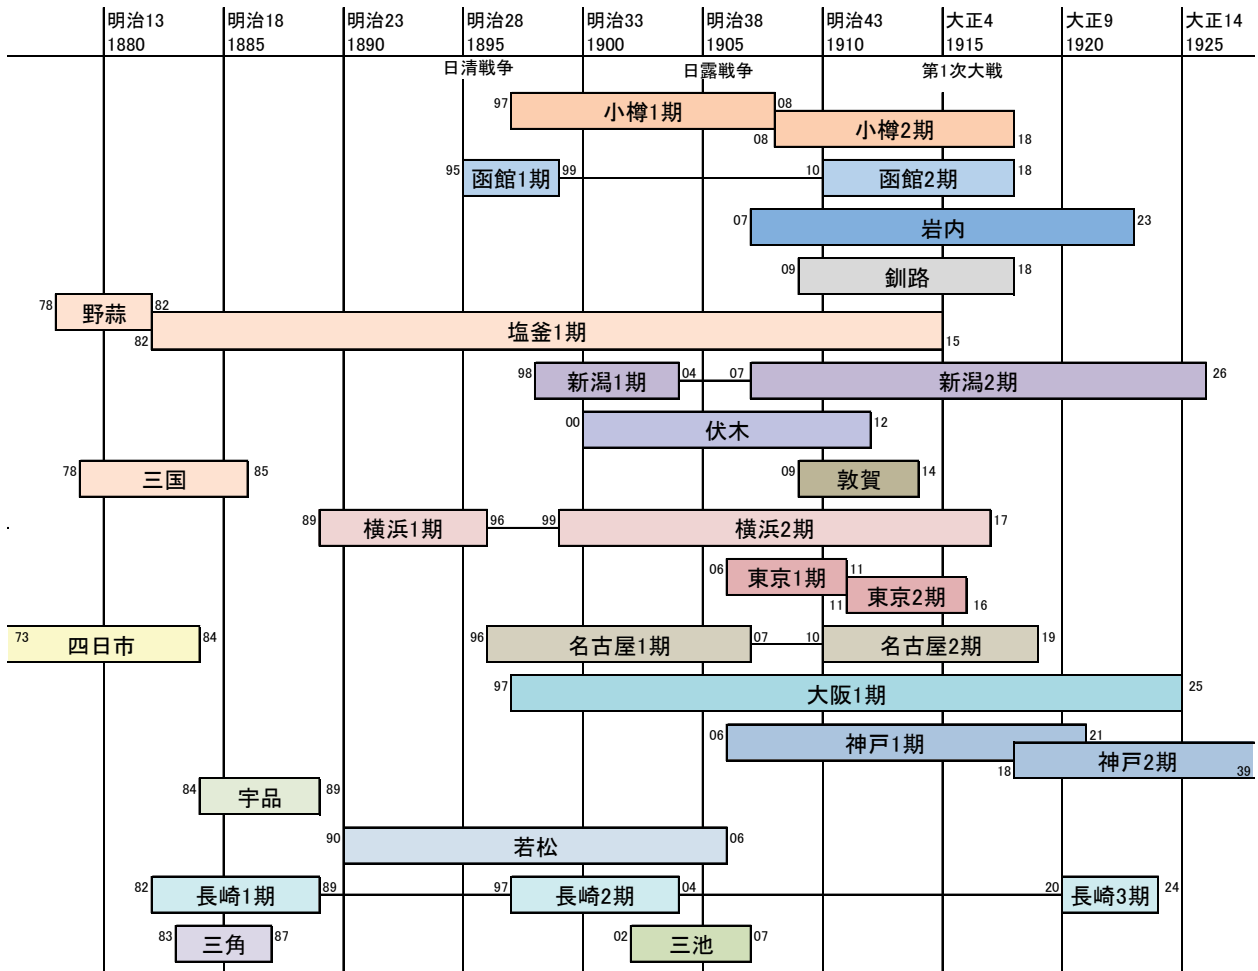 明治13 明治18 明治23 明治28 明治33 明治38 明治43 大正4 大正9 大正14
1880 1885 1890 1895 1900 1905 1910 1915 1920 1925
日清戦争 日露戦争 第1次大戦
97 小樽1期 08
08 小樽2期 18
95 函館1期 99 10 函館2期 18
07 岩内 23
09 釧路 18
78 野蒜 82
82 塩釜1期 15
98 新潟1期 04 07 新潟2期 26
00 伏木 12
78 三国 85 09 敦賀 14
89 横浜1期 96 99 横浜2期 17
06 東京1期 11
11 東京2期 16
73 四日市 84 96 名古屋1期 07 10 名古屋2期 19
97 大阪1期 25
06 神戸1期 21
18 神戸2期 39
84 宇品 89
90 若松 06
82 長崎1期 89 97 長崎2期 04 20 長崎3期 24
83 三角 87 02 三池 07